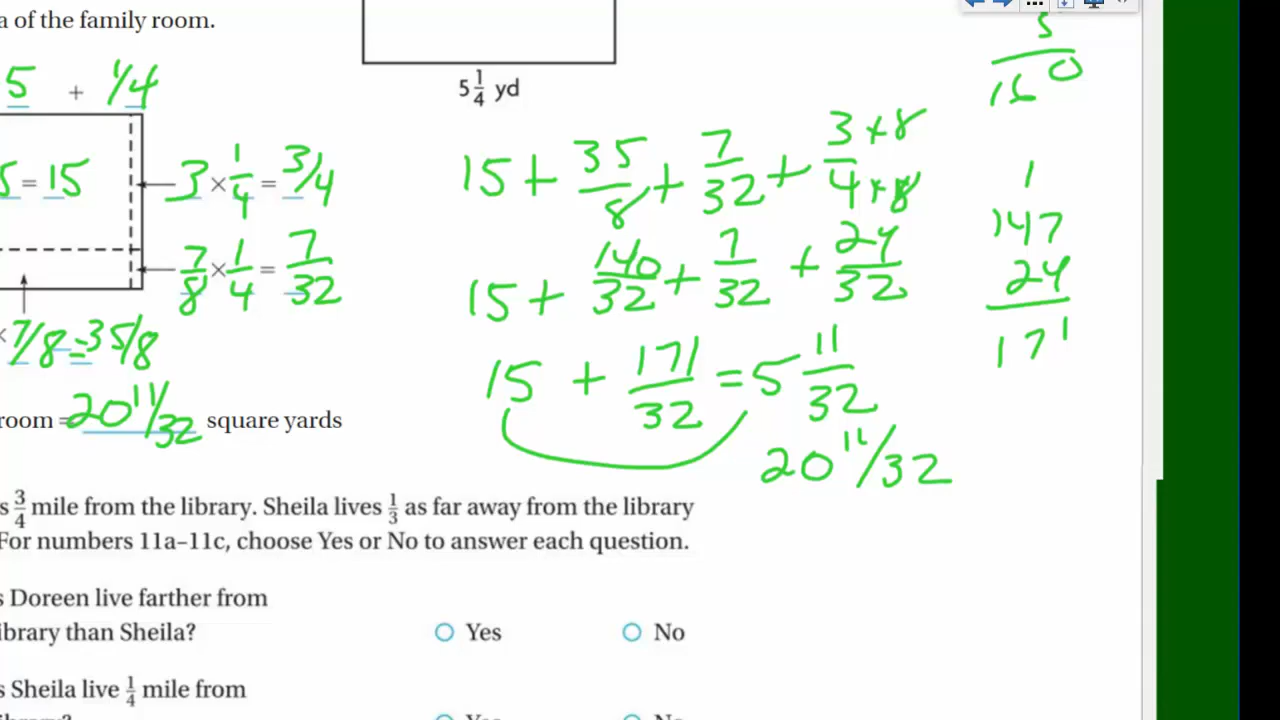 a of the family room.
5 + 1/4
5 1/4 yd
5 = 15
3 × 1/4 = 3/4
7/8 × 1/4 = 7/32
7/8 = 35/8
room = 20 11/32 square yards
15 + 35/8 + 7/32 + 3×8/4×8
15 + 140/32 + 7/32 + 24/32
15 + 171/32 = 5 11/32
20 11/32
5
160
1
147
24
171
s 3/4 mile from the library. Sheila lives 1/3 as far away from the library
For numbers 11a–11c, choose Yes or No to answer each question.
s Doreen live farther from
ibrary than Sheila?
Yes
No
s Sheila live 1/4 mile from
ibrary?
Yes
No